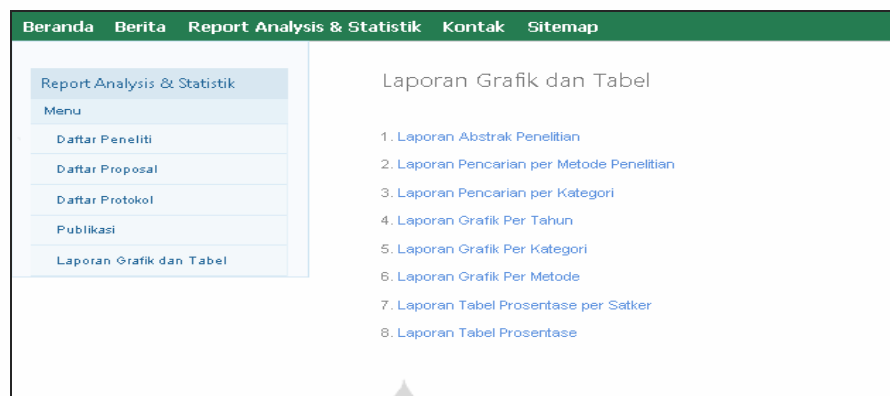 Beranda Berita Report Analysis & Statistik Kontak Sitemap
Report Analysis & Statistik
Menu
Daftar Peneliti
Daftar Proposal
Daftar Protokol
Publikasi
Laporan Grafik dan Tabel
Laporan Grafik dan Tabel
1. Laporan Abstrak Penelitian
2. Laporan Pencarian per Metode Penelitian
3. Laporan Pencarian per Kategori
4. Laporan Grafik Per Tahun
5. Laporan Grafik Per Kategori
6. Laporan Grafik Per Metode
7. Laporan Tabel Prosentase per Satker
8. Laporan Tabel Prosentase